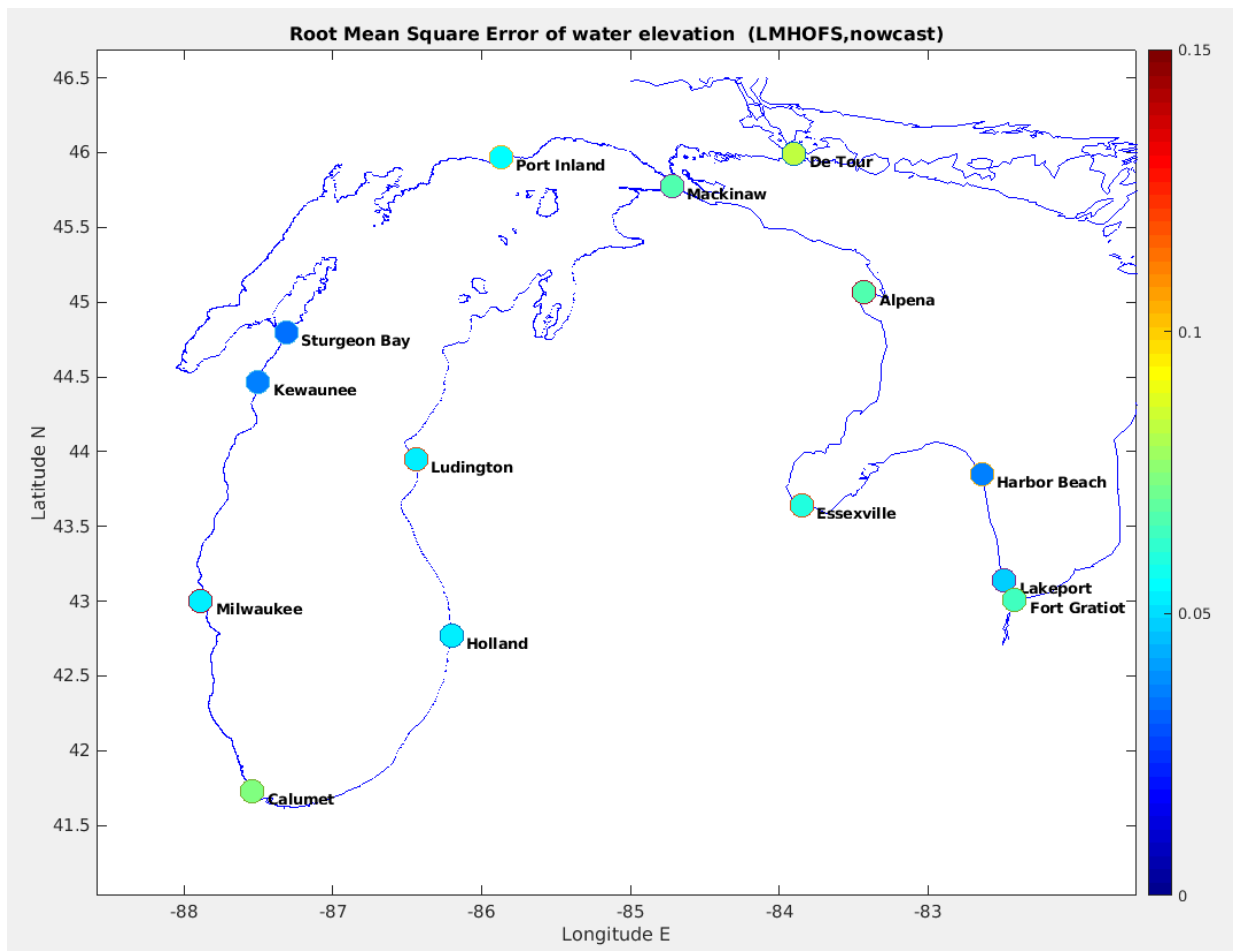 Root Mean Square Error of water elevation (LMHOFS,nowcast)
46.5
46
45.5
45
44.5
44
43.5
43
42.5
42
41.5
Latitude N
Port Inland
De Tour
Mackinaw
Alpena
Sturgeon Bay
Kewaunee
Ludington
Harbor Beach
Essexville
Lakeport
Fort Gratiot
Milwaukee
Holland
Calumet
-88
-87
-86
-85
-84
-83
Longitude E
0.15
0.1
0.05
0